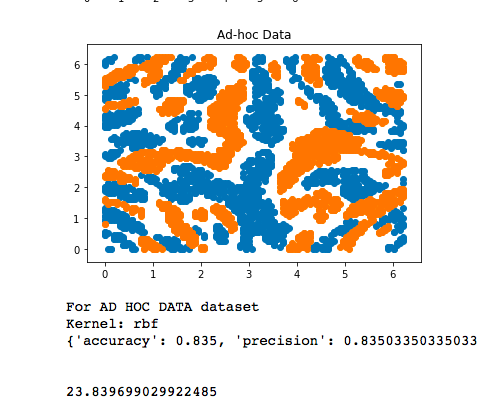 Ad-hoc Data
6
5
4
3
2
1
0
0 1 2 3 4 5 6
For AD HOC DATA dataset
Kernel: rbf
{'accuracy': 0.835, 'precision': 0.83503350335033
23.839699029922485